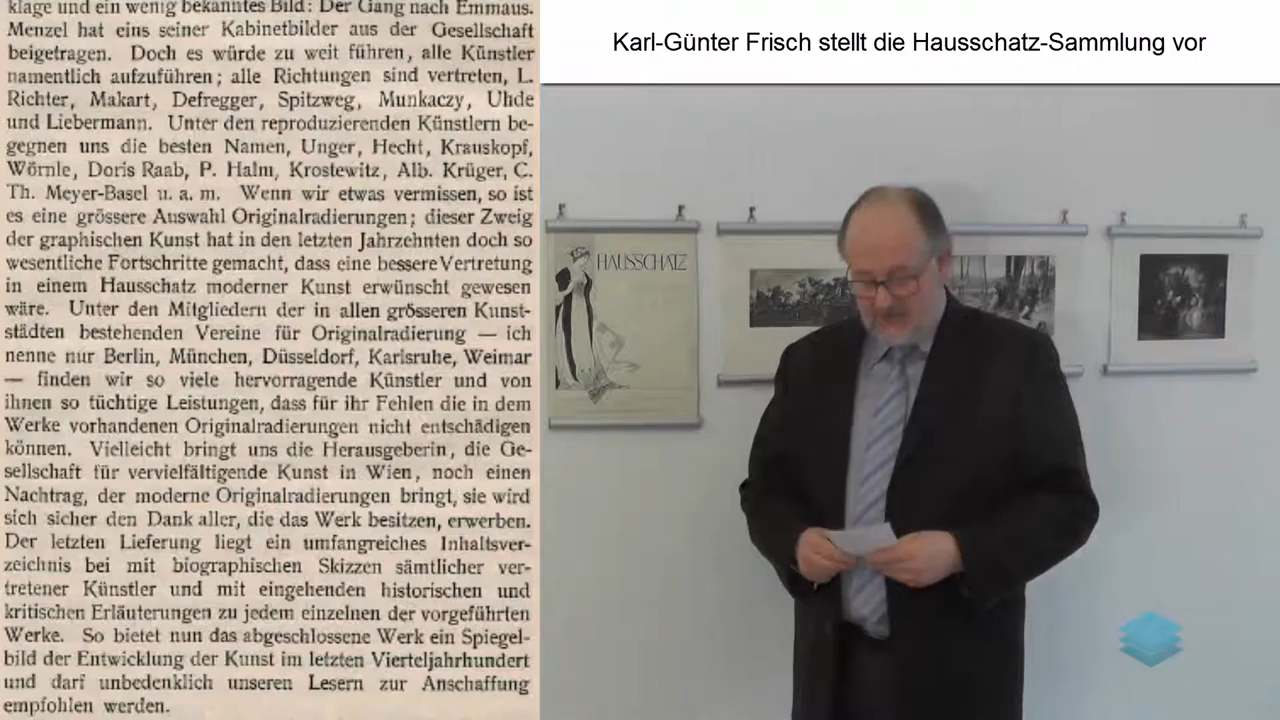 klage und ein wenig bekanntes Bild: Der Gang nach Emmaus.
Menzel hat eins seiner Kabinetbilder aus der Gesellschaft
beigetragen. Doch es würde zu weit führen, alle Künstler
namentlich aufzuführen; alle Richtungen sind vertreten, L.
Richter, Makart, Defregger, Spitzweg, Munkaczy, Uhde
und Liebermann. Unter den reproduzierenden Künstlern be-
gegnen uns die besten Namen, Unger, Hecht, Krauskopf,
Wörnle, Doris Raab, P. Halm, Krostewitz, Alb. Krüger, C.
Th. Meyer-Basel u. a. m. Wenn wir etwas vermissen, so ist
es eine grössere Auswahl Originalradierungen; dieser Zweig
der graphischen Kunst hat in den letzten Jahrzehnten doch so
wesentliche Fortschritte gemacht, dass eine bessere Vertretung
in einem Hausschatz moderner Kunst erwünscht gewesen
wäre. Unter den Mitgliedern der in allen grösseren Kunst-
städten bestehenden Vereine für Originalradierung — ich
nenne nur Berlin, München, Düsseldorf, Karlsruhe, Weimar
— finden wir so viele hervorragende Künstler und von
ihnen so tüchtige Leistungen, dass für ihr Fehlen die in dem
Werke vorhandenen Originalradierungen nicht entschädigen
können. Vielleicht bringt uns die Herausgeberin, die Ge-
sellschaft für vervielfältigende Kunst in Wien, noch einen
Nachtrag, der moderne Originalradierungen bringt, sie wird
sich sicher den Dank aller, die das Werk besitzen, erwerben.
Der letzten Lieferung liegt ein umfangreiches Inhaltsver-
zeichnis bei mit biographischen Skizzen sämtlicher ver-
tretener Künstler und mit eingehenden historischen und
kritischen Erläuterungen zu jedem einzelnen der vorgeführten
Werke. So bietet nun das abgeschlossene Werk ein Spiegel-
bild der Entwicklung der Kunst im letzten Vierteljahrhundert
und darf unbedenklich unseren Lesern zur Anschaffung
empfohlen werden.
Karl-Günter Frisch stellt die Hausschatz-Sammlung vor
HAUSSCHATZ